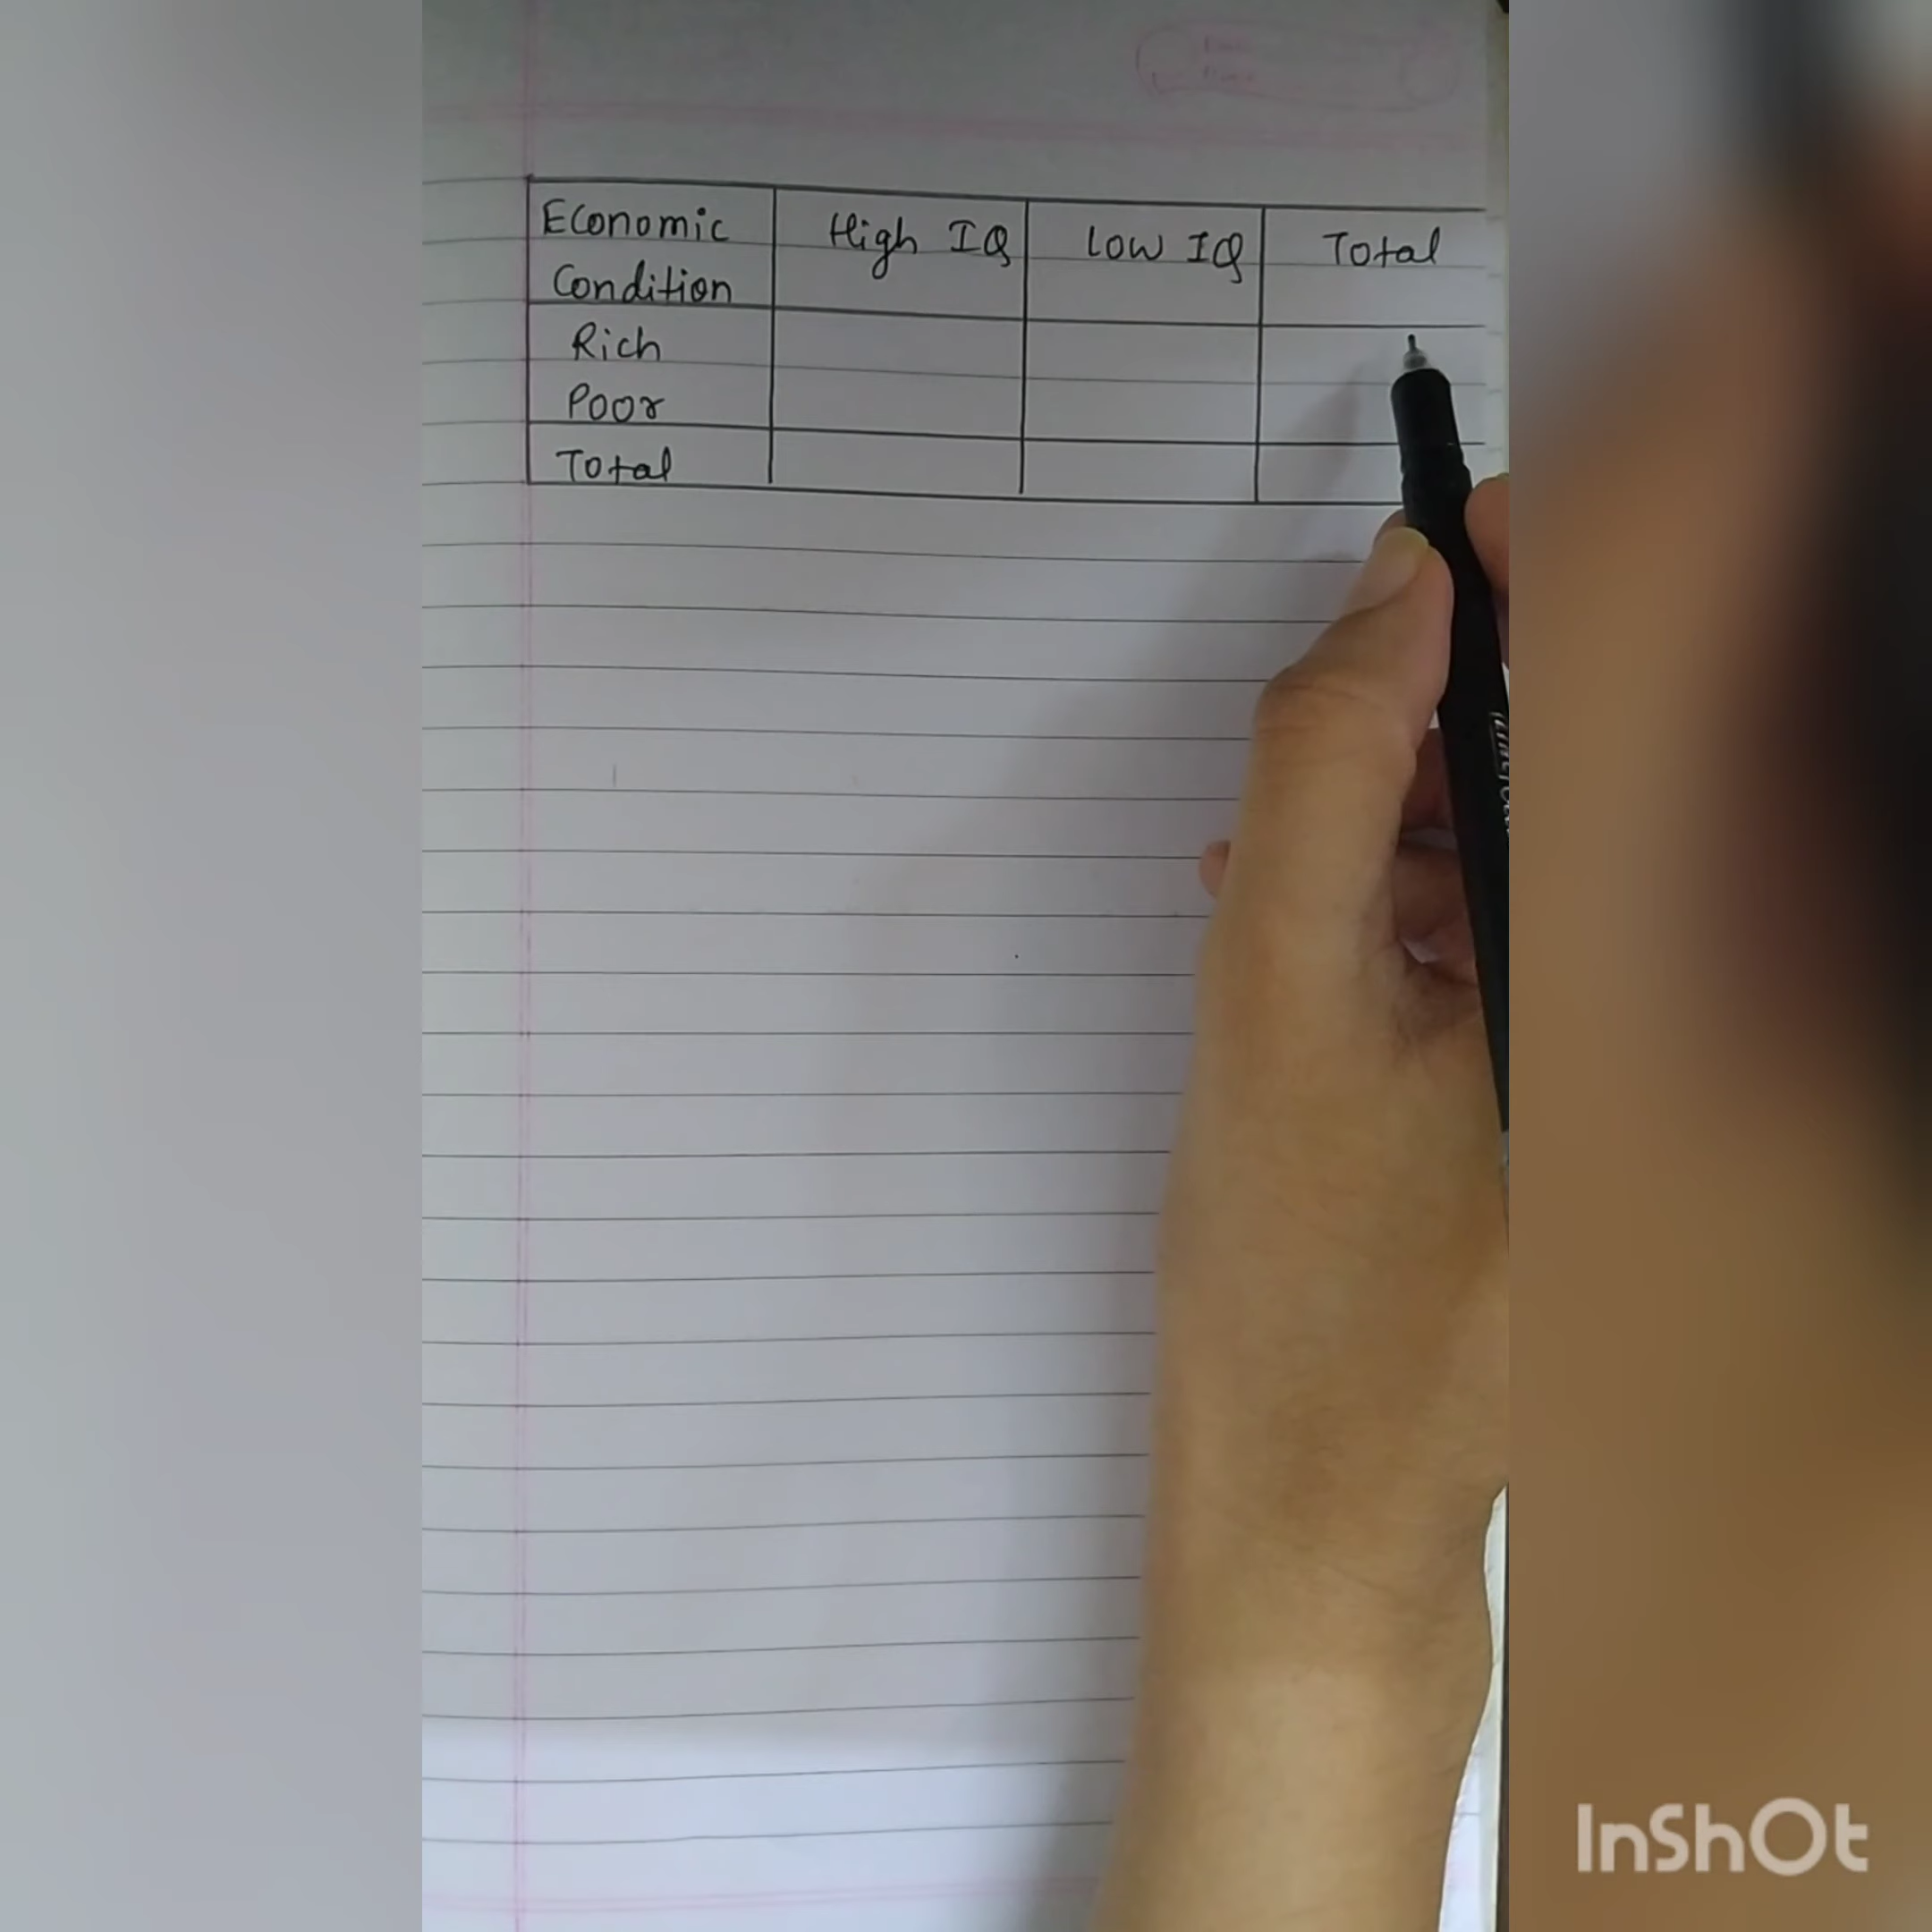 Economic Condition High IQ Low IQ Total
Rich
Poor
Total
InShOt